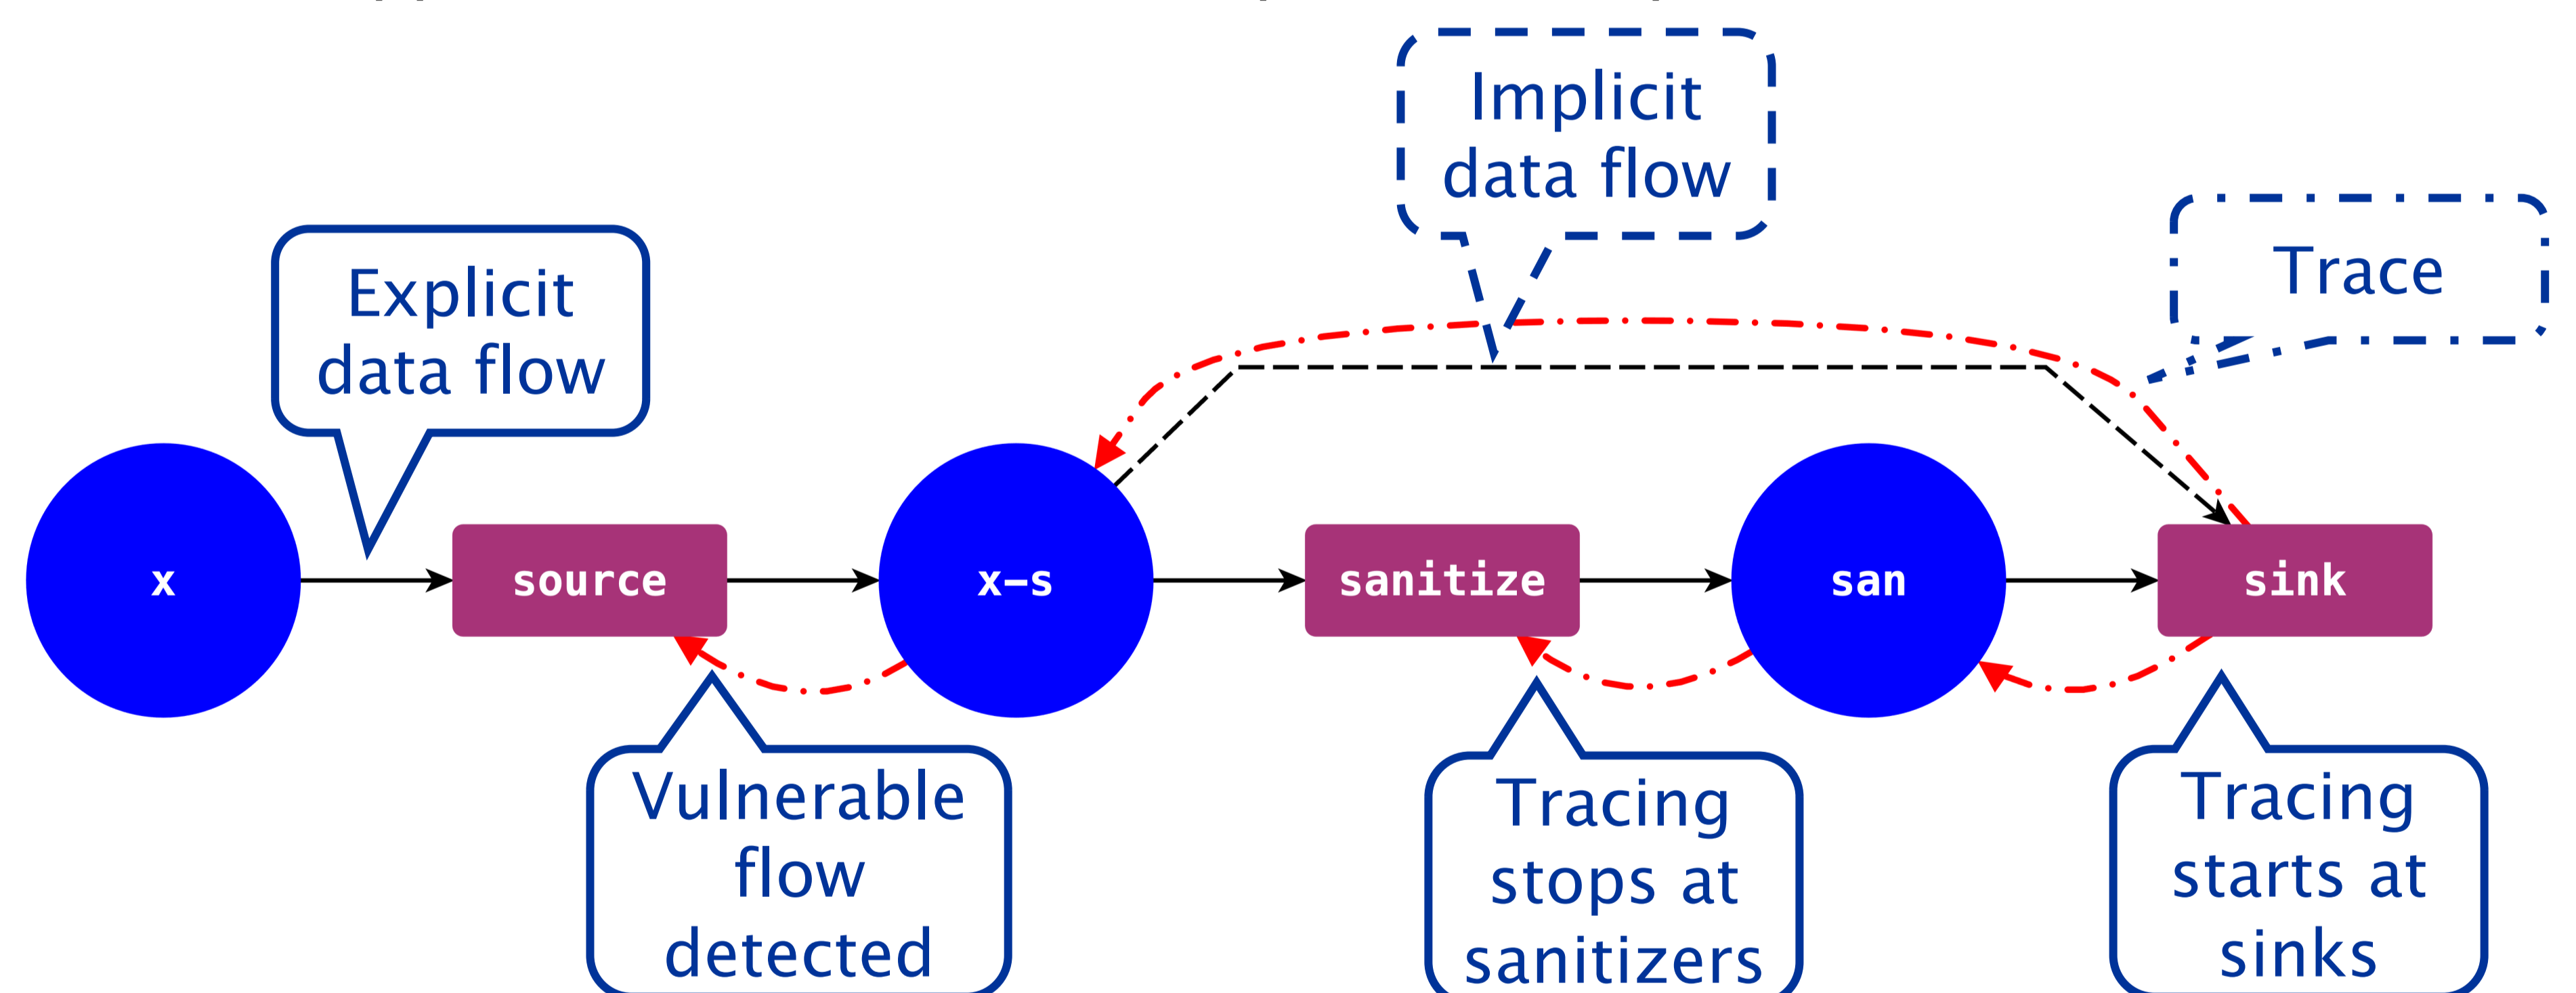 Implicit
data flow
Trace
Explicit
data flow
x
source
x-s
sanitize
san
sink
Vulnerable
flow
detected
Tracing
stops at
sanitizers
Tracing
starts at
sinks